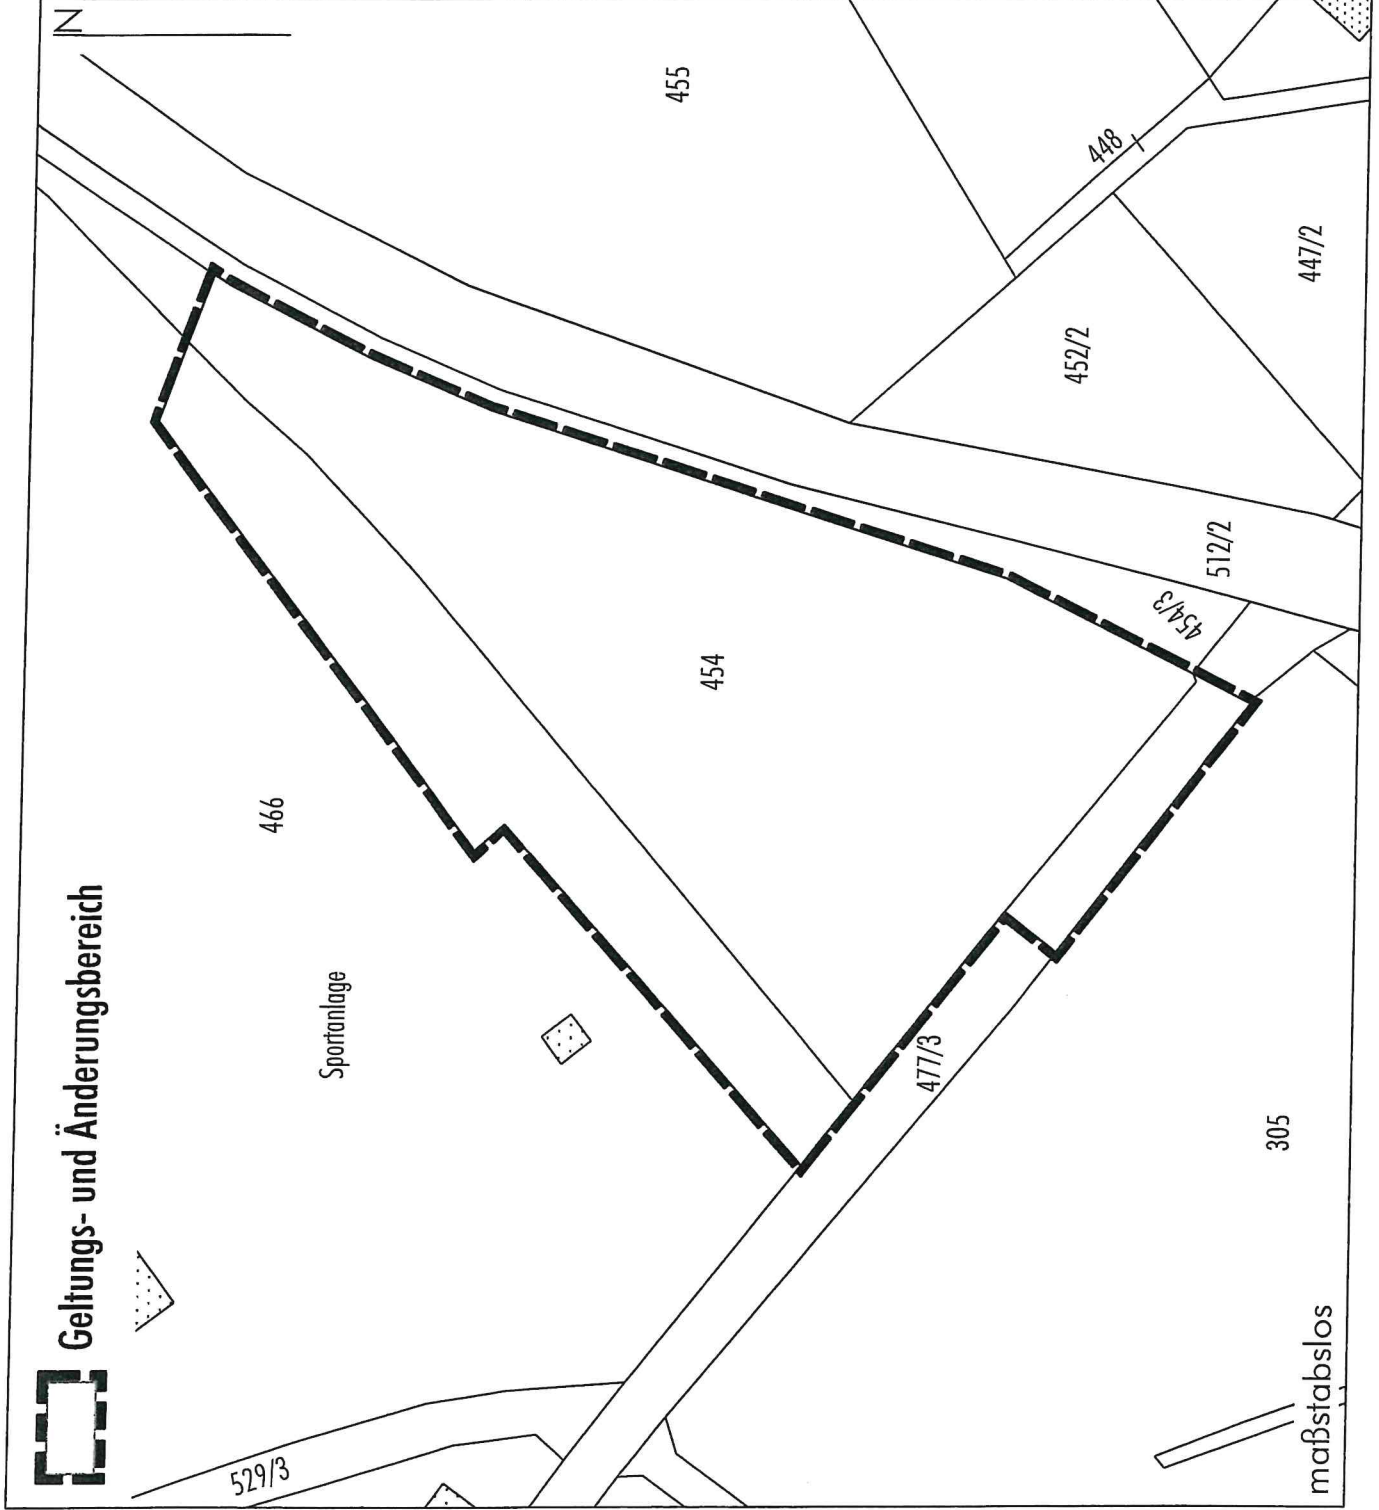 Geltungs- und Änderungsbereich
N
529/3
466
Sportanlage
455
454
448
477/3
452/2
454/3
512/2
447/2
305
maßstabslos